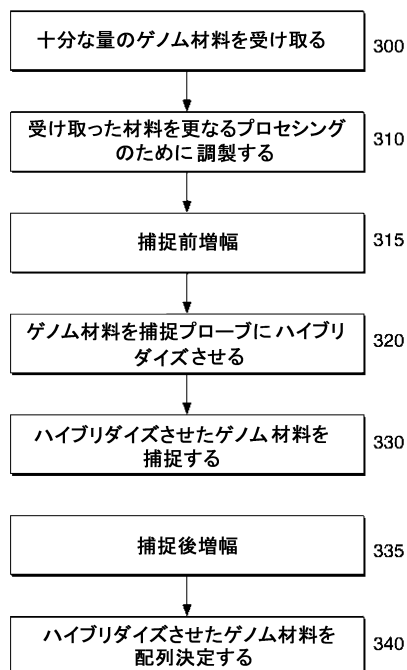 十分な量のゲノム材料を受け取る
300
受け取った材料を更なるプロセシング
のために調製する
310
捕捉前増幅
315
ゲノム材料を捕捉プローブにハイブリ
ダイズさせる
320
ハイブリダイズさせたゲノム材料を
捕捉する
330
捕捉後増幅
335
ハイブリダイズさせたゲノム材料を
配列決定する
340